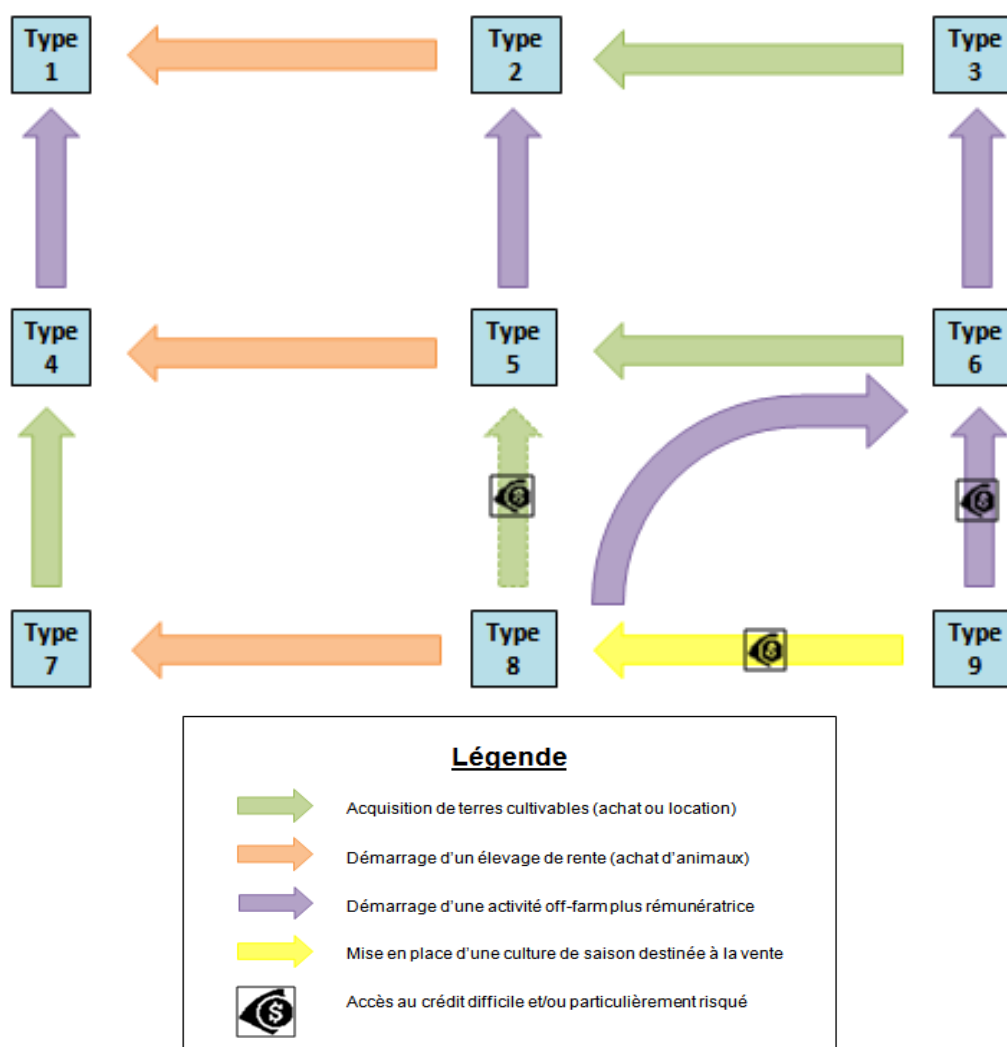 Type
1
Type
2
Type
3
Type
4
Type
5
Type
6
Type
7
Type
8
Type
9
Légende
Acquisition de terres cultivables (achat ou location)
Démarrage d'un élevage de rente (achat d'animaux)
Démarrage d'une activité off-farm plus rémunératrice
Mise en place d'une culture de saison destinée à la vente
$
Accès au crédit difficile et/ou particulièrement risqué